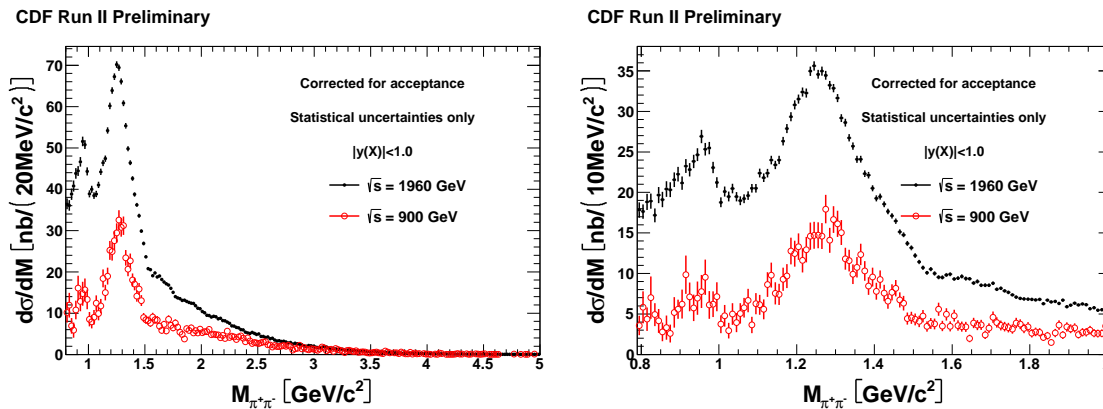 CDF Run II Preliminary
dσ/dM [nb/(20MeV/c²)]
70
60
50
40
30
20
10
0
Corrected for acceptance
Statistical uncertainties only
|y(X)|<1.0
√s = 1960 GeV
√s = 900 GeV
1 1.5 2 2.5 3 3.5 4 4.5 5
Mπ⁺π⁻ [GeV/c²]
CDF Run II Preliminary
dσ/dM [nb/(10MeV/c²)]
35
30
25
20
15
10
5
0
Corrected for acceptance
Statistical uncertainties only
|y(X)|<1.0
√s = 1960 GeV
√s = 900 GeV
0.8 1 1.2 1.4 1.6 1.8
Mπ⁺π⁻ [GeV/c²]